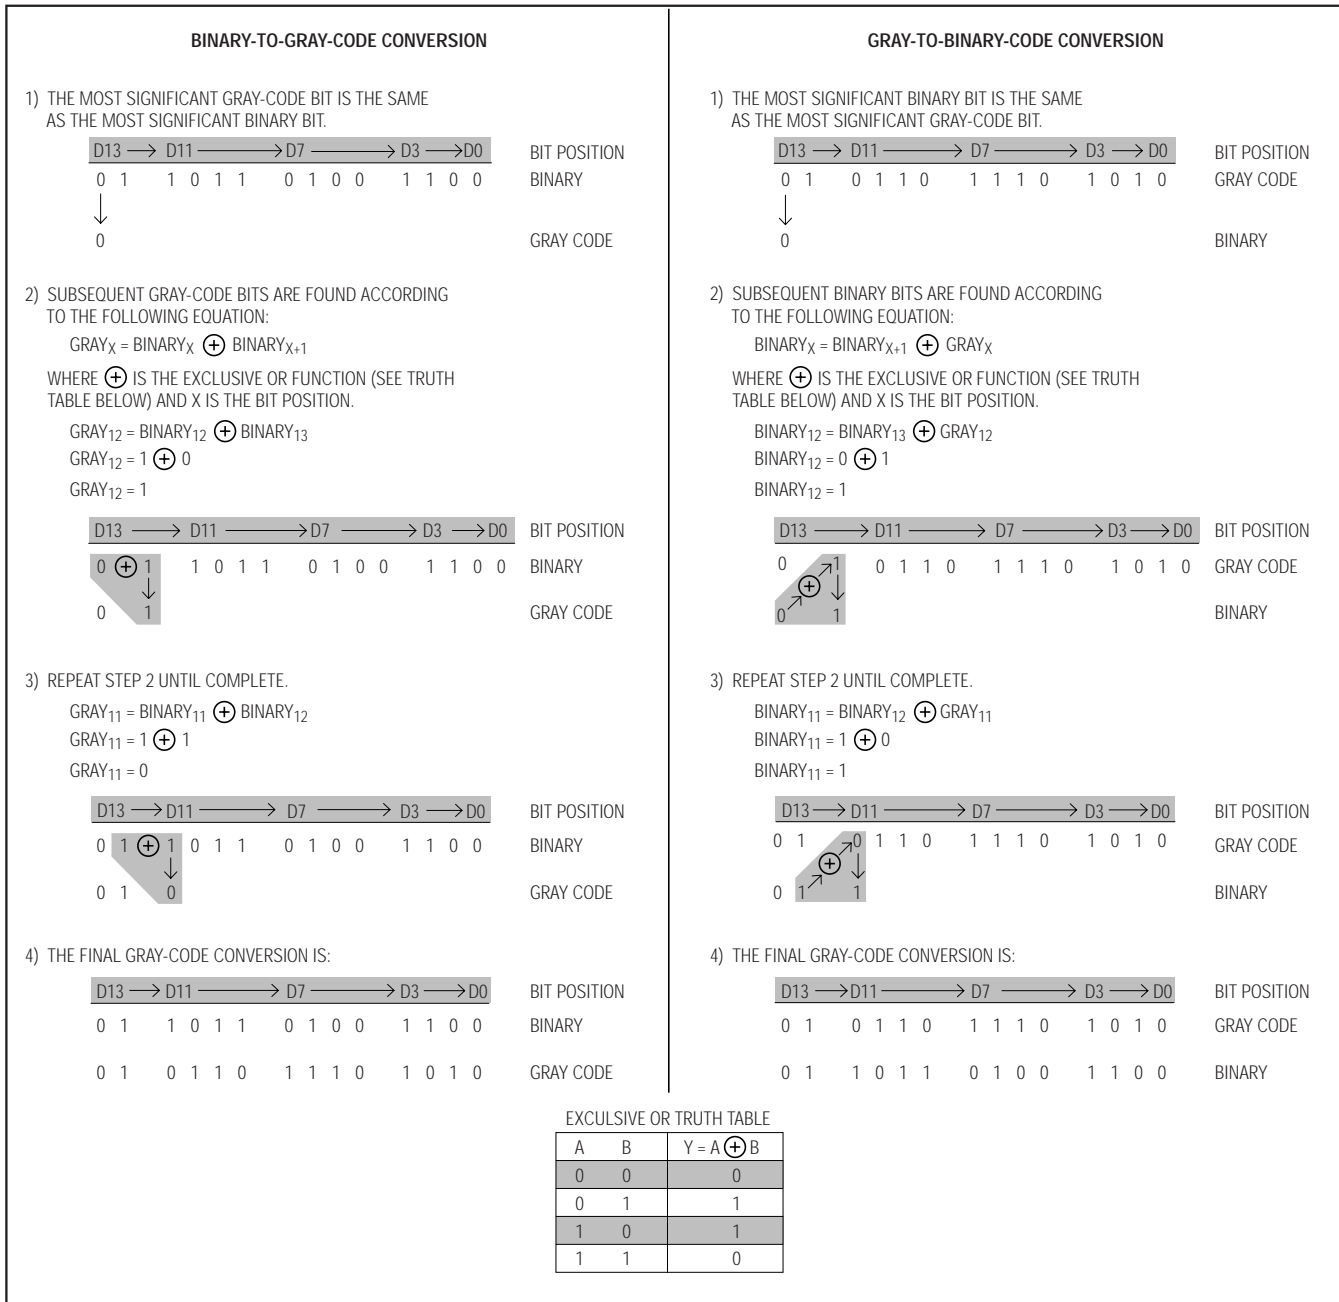 BINARY-TO-GRAY-CODE CONVERSION
1) THE MOST SIGNIFICANT GRAY-CODE BIT IS THE SAME
AS THE MOST SIGNIFICANT BINARY BIT.
D13 → D11 → D7 → D3 → D0 BIT POSITION
0 1 1 0 1 1 0 1 0 0 1 1 0 0 BINARY
0 GRAY CODE
2) SUBSEQUENT GRAY-CODE BITS ARE FOUND ACCORDING
TO THE FOLLOWING EQUATION:
GRAYX = BINARYX ⊕ BINARYX+1
WHERE ⊕ IS THE EXCLUSIVE OR FUNCTION (SEE TRUTH
TABLE BELOW) AND X IS THE BIT POSITION.
GRAY12 = BINARY12 ⊕ BINARY13
GRAY12 = 1 ⊕ 0
GRAY12 = 1
D13 → D11 → D7 → D3 → D0 BIT POSITION
0 ⊕ 1 1 0 1 1 0 1 0 0 1 1 0 0 BINARY
0 1 GRAY CODE
3) REPEAT STEP 2 UNTIL COMPLETE.
GRAY11 = BINARY11 ⊕ BINARY12
GRAY11 = 1 ⊕ 1
GRAY11 = 0
D13 → D11 → D7 → D3 → D0 BIT POSITION
0 1 ⊕ 1 0 1 1 0 1 0 0 1 1 0 0 BINARY
0 1 0 GRAY CODE
4) THE FINAL GRAY-CODE CONVERSION IS:
D13 → D11 → D7 → D3 → D0 BIT POSITION
0 1 1 0 1 1 0 1 0 0 1 1 0 0 BINARY
0 1 0 1 1 0 1 1 1 0 1 0 1 0 GRAY CODE
GRAY-TO-BINARY-CODE CONVERSION
1) THE MOST SIGNIFICANT BINARY BIT IS THE SAME
AS THE MOST SIGNIFICANT GRAY-CODE BIT.
D13 → D11 → D7 → D3 → D0 BIT POSITION
0 1 0 1 1 0 1 1 1 0 1 0 1 0 GRAY CODE
0 BINARY
2) SUBSEQUENT BINARY BITS ARE FOUND ACCORDING
TO THE FOLLOWING EQUATION:
BINARYX = BINARYX+1 ⊕ GRAYX
WHERE ⊕ IS THE EXCLUSIVE OR FUNCTION (SEE TRUTH
TABLE BELOW) AND X IS THE BIT POSITION.
BINARY12 = BINARY13 ⊕ GRAY12
BINARY12 = 0 ⊕ 1
BINARY12 = 1
D13 → D11 → D7 → D3 → D0 BIT POSITION
0 1 0 1 1 0 1 1 1 0 1 0 1 0 GRAY CODE
⊕
0 1 BINARY
3) REPEAT STEP 2 UNTIL COMPLETE.
BINARY11 = BINARY12 ⊕ GRAY11
BINARY11 = 1 ⊕ 0
BINARY11 = 1
D13 → D11 → D7 → D3 → D0 BIT POSITION
0 1 0 1 1 0 1 1 1 0 1 0 1 0 GRAY CODE
⊕
0 1 1 BINARY
4) THE FINAL GRAY-CODE CONVERSION IS:
D13 → D11 → D7 → D3 → D0 BIT POSITION
0 1 0 1 1 0 1 1 1 0 1 0 1 0 GRAY CODE
0 1 1 0 1 1 0 1 0 0 1 1 0 0 BINARY
EXCULSIVE OR TRUTH TABLE
A B Y = A ⊕ B
0 0 0
0 1 1
1 0 1
1 1 0